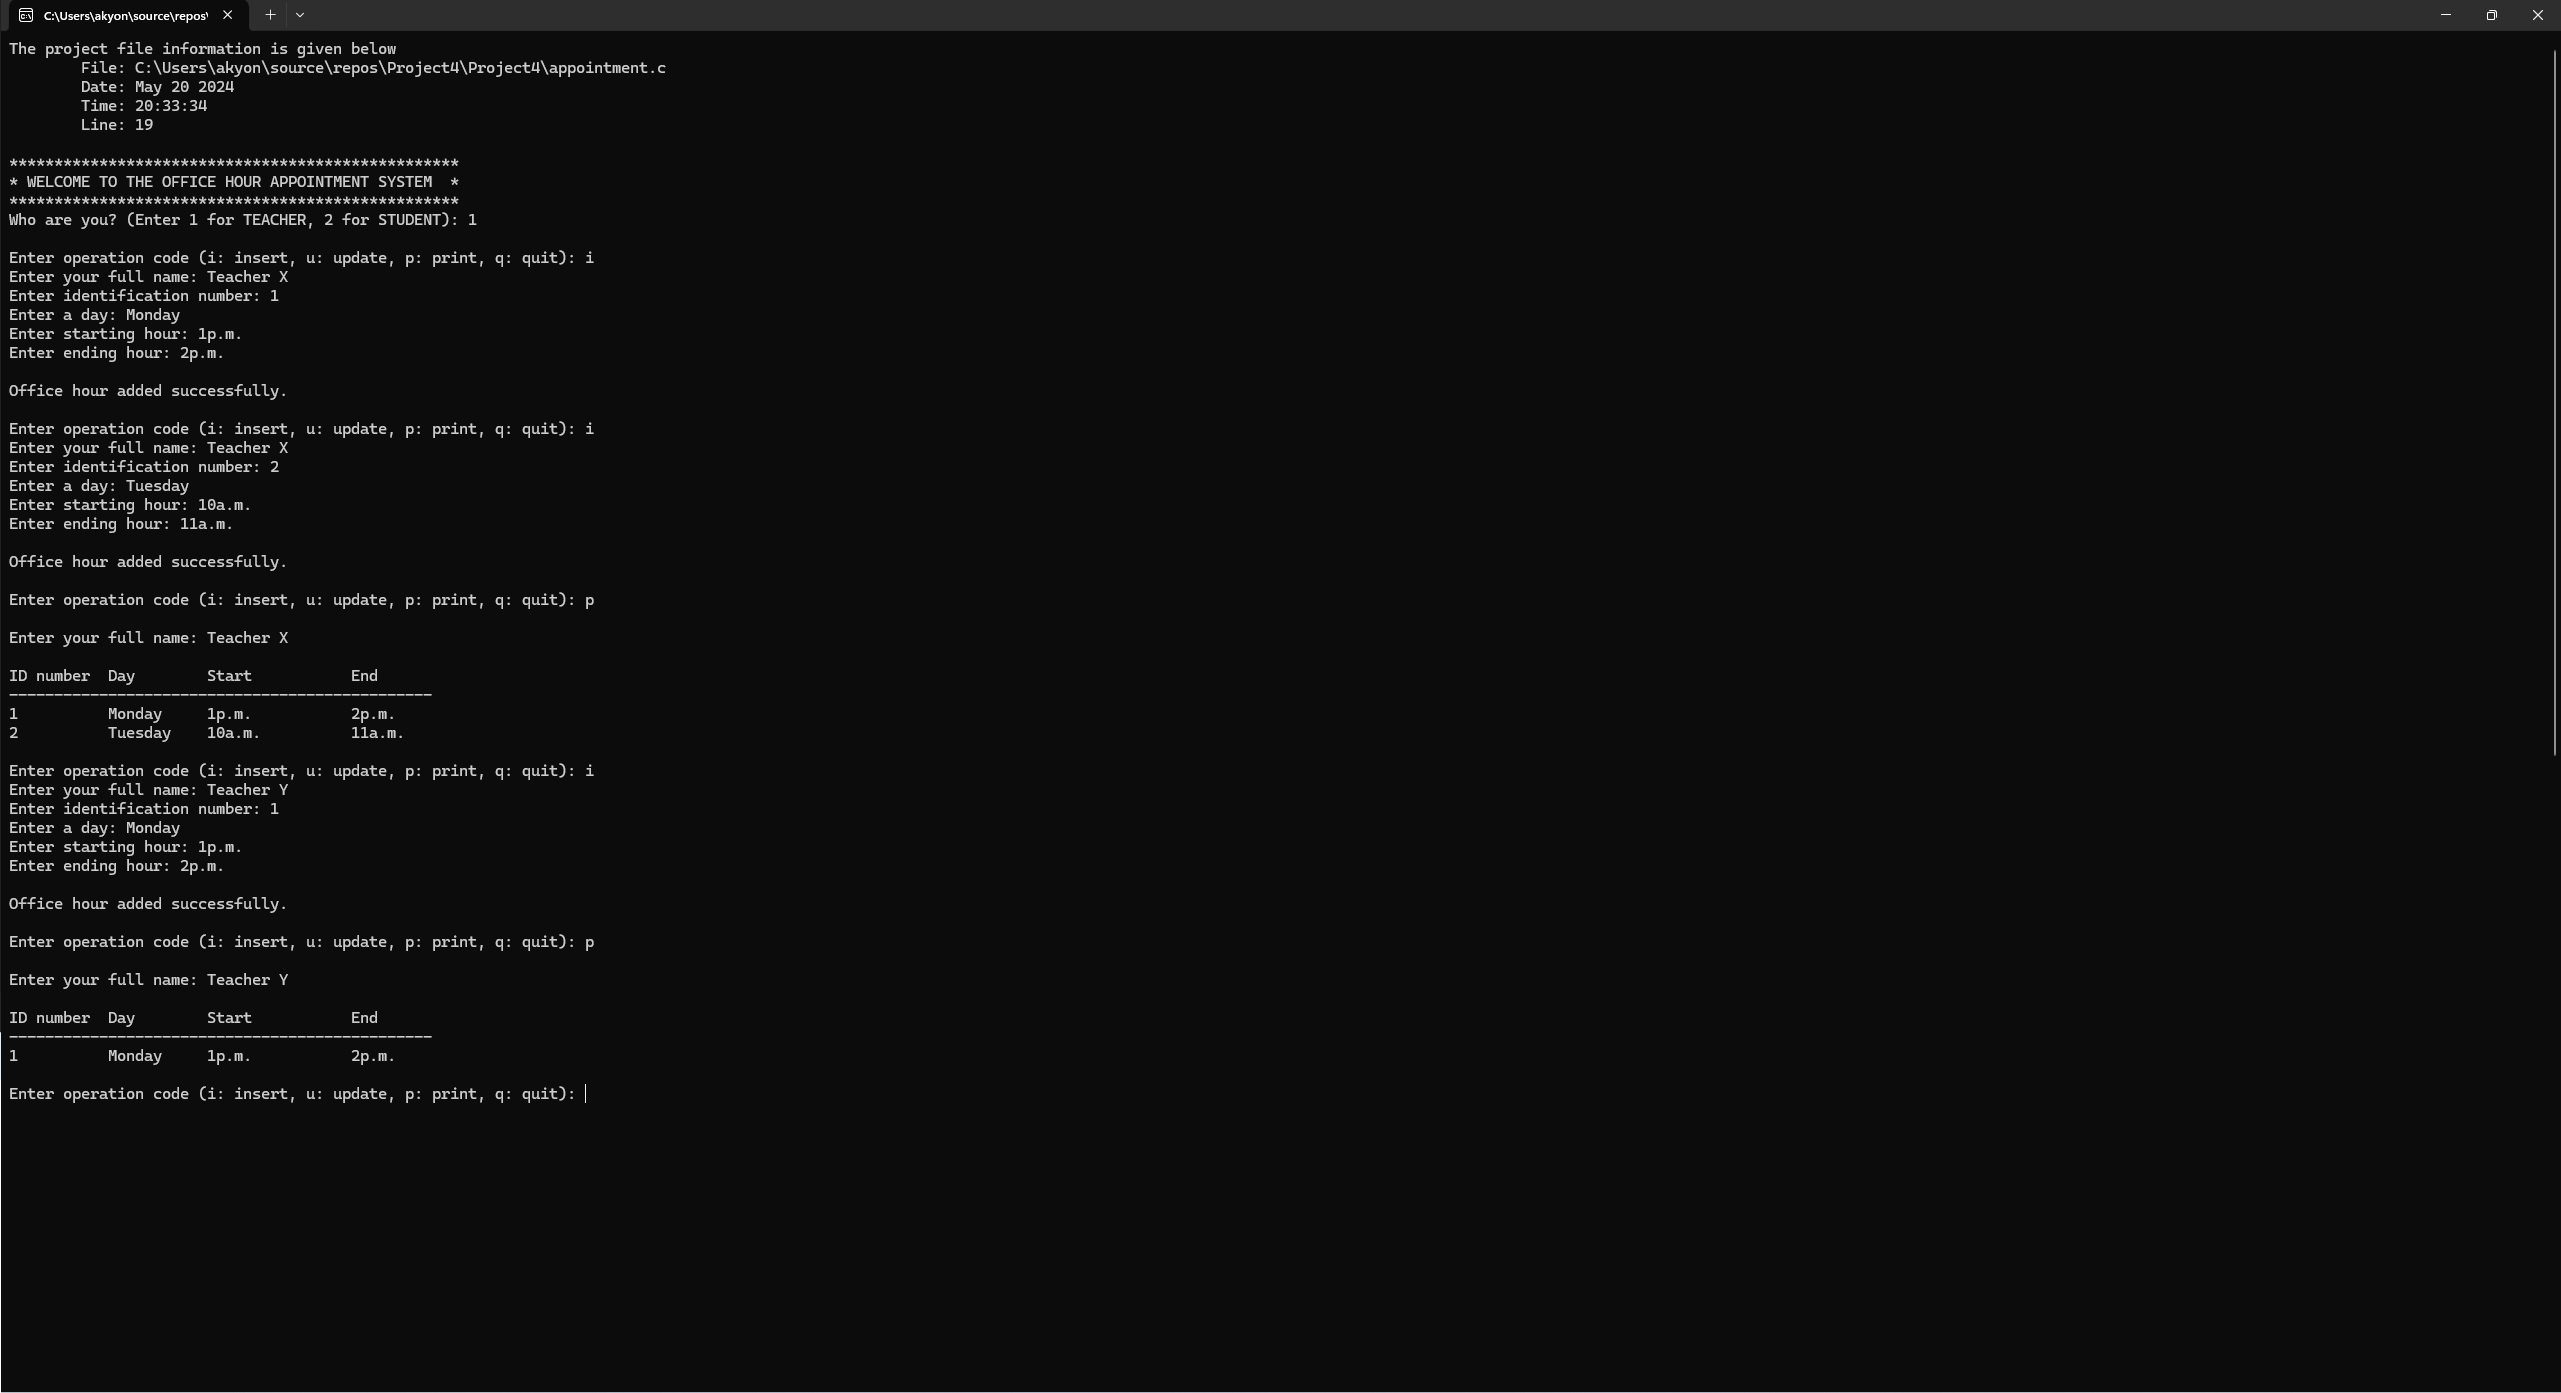 C:\Users\akyon\source\repos\
The project file information is given below
        File: C:\Users\akyon\source\repos\Project4\Project4\appointment.c
        Date: May 20 2024
        Time: 20:33:34
        Line: 19
**************************************************
* WELCOME TO THE OFFICE HOUR APPOINTMENT SYSTEM  *
**************************************************
Who are you? (Enter 1 for TEACHER, 2 for STUDENT): 1
Enter operation code (i: insert, u: update, p: print, q: quit): i
Enter your full name: Teacher X
Enter identification number: 1
Enter a day: Monday
Enter starting hour: 1p.m.
Enter ending hour: 2p.m.
Office hour added successfully.
Enter operation code (i: insert, u: update, p: print, q: quit): i
Enter your full name: Teacher X
Enter identification number: 2
Enter a day: Tuesday
Enter starting hour: 10a.m.
Enter ending hour: 11a.m.
Office hour added successfully.
Enter operation code (i: insert, u: update, p: print, q: quit): p
Enter your full name: Teacher X
ID number  Day        Start           End
-----------------------------------------------
1          Monday     1p.m.           2p.m.
2          Tuesday    10a.m.          11a.m.
Enter operation code (i: insert, u: update, p: print, q: quit): i
Enter your full name: Teacher Y
Enter identification number: 1
Enter a day: Monday
Enter starting hour: 1p.m.
Enter ending hour: 2p.m.
Office hour added successfully.
Enter operation code (i: insert, u: update, p: print, q: quit): p
Enter your full name: Teacher Y
ID number  Day        Start           End
-----------------------------------------------
1          Monday     1p.m.           2p.m.
Enter operation code (i: insert, u: update, p: print, q: quit):